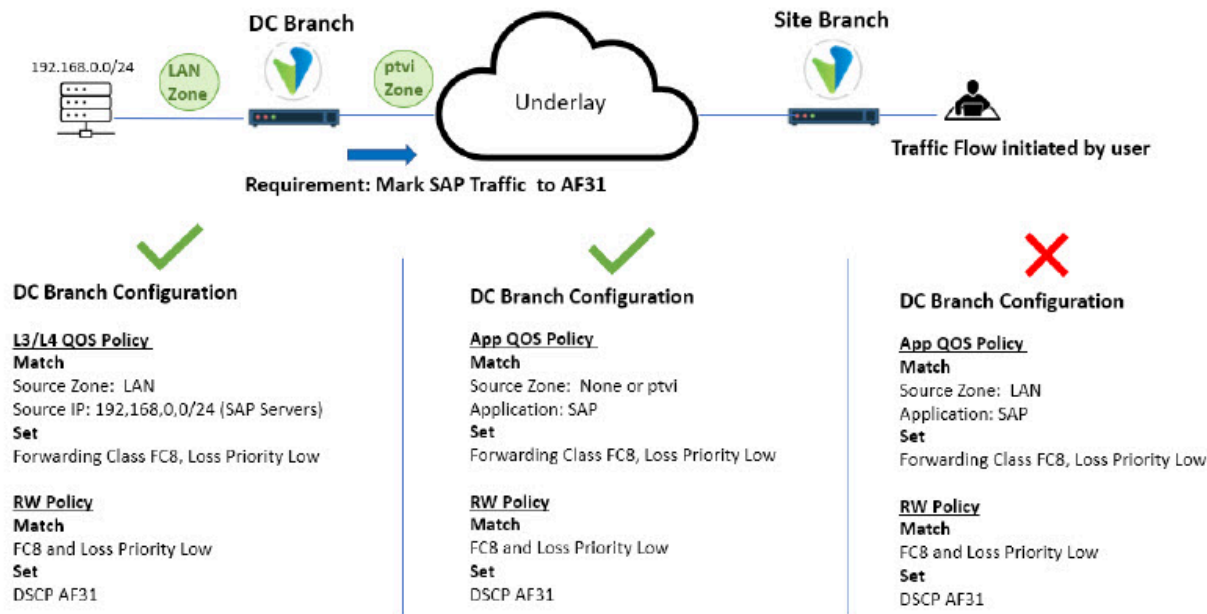 DC Branch
Site Branch
192.168.0.0/24
LAN
Zone
ptvi
Zone
Underlay
Traffic Flow initiated by user
Requirement: Mark SAP Traffic to AF31
DC Branch Configuration
L3/L4 QOS Policy
Match
Source Zone: LAN
Source IP: 192,168,0,0/24 (SAP Servers)
Set
Forwarding Class FC8, Loss Priority Low
RW Policy
Match
FC8 and Loss Priority Low
Set
DSCP AF31
DC Branch Configuration
App QOS Policy
Match
Source Zone: None or ptvi
Application: SAP
Set
Forwarding Class FC8, Loss Priority Low
RW Policy
Match
FC8 and Loss Priority Low
Set
DSCP AF31
DC Branch Configuration
App QOS Policy
Match
Source Zone: LAN
Application: SAP
Set
Forwarding Class FC8, Loss Priority Low
RW Policy
Match
FC8 and Loss Priority Low
Set
DSCP AF31